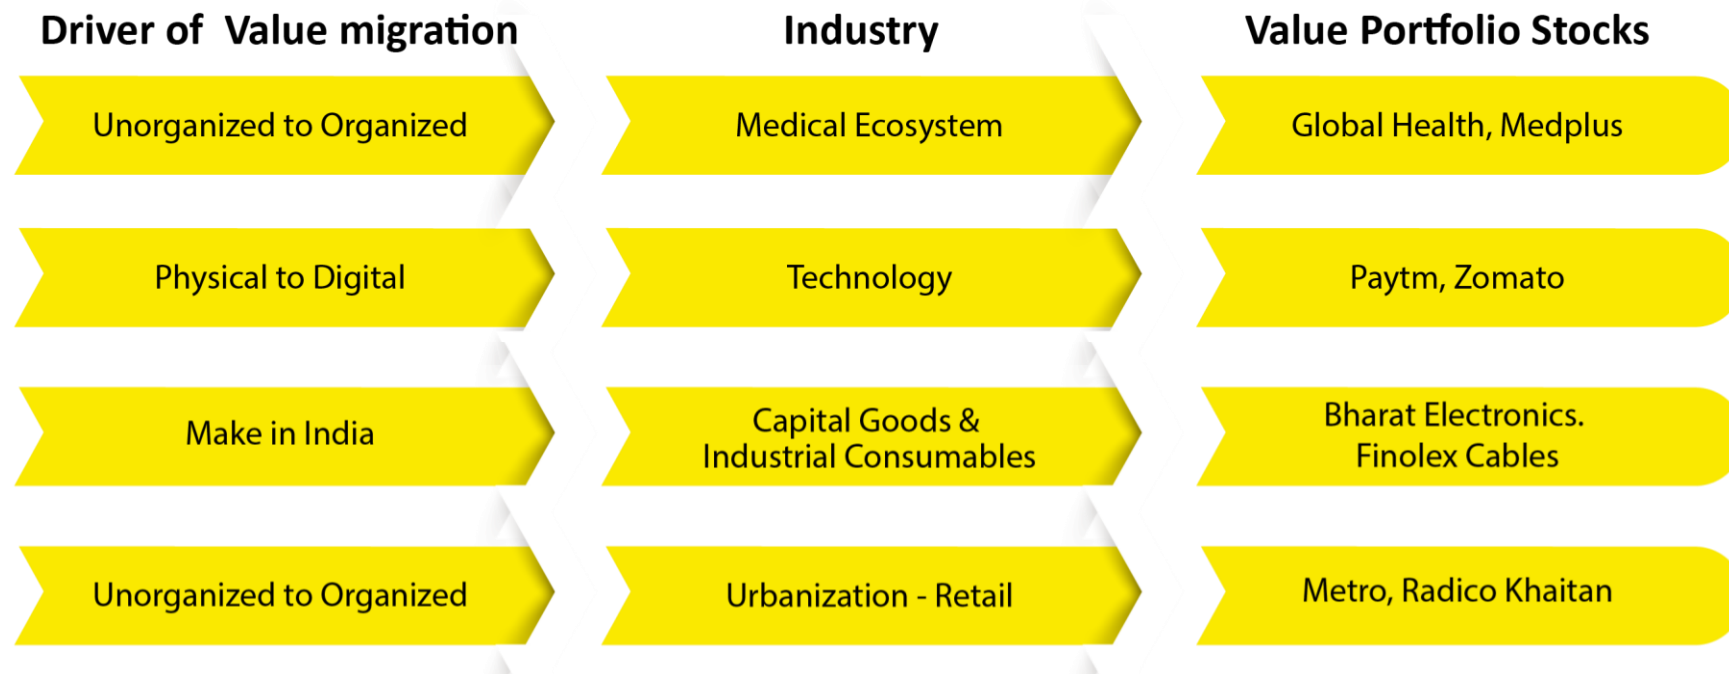 Driver of  Value migration
Industry
Value Portfolio Stocks
Unorganized to Organized
Medical Ecosystem
Global Health, Medplus
Physical to Digital
Technology
Paytm, Zomato
Make in India
Capital Goods &
Industrial Consumables
Bharat Electronics.
Finolex Cables
Unorganized to Organized
Urbanization - Retail
Metro, Radico Khaitan